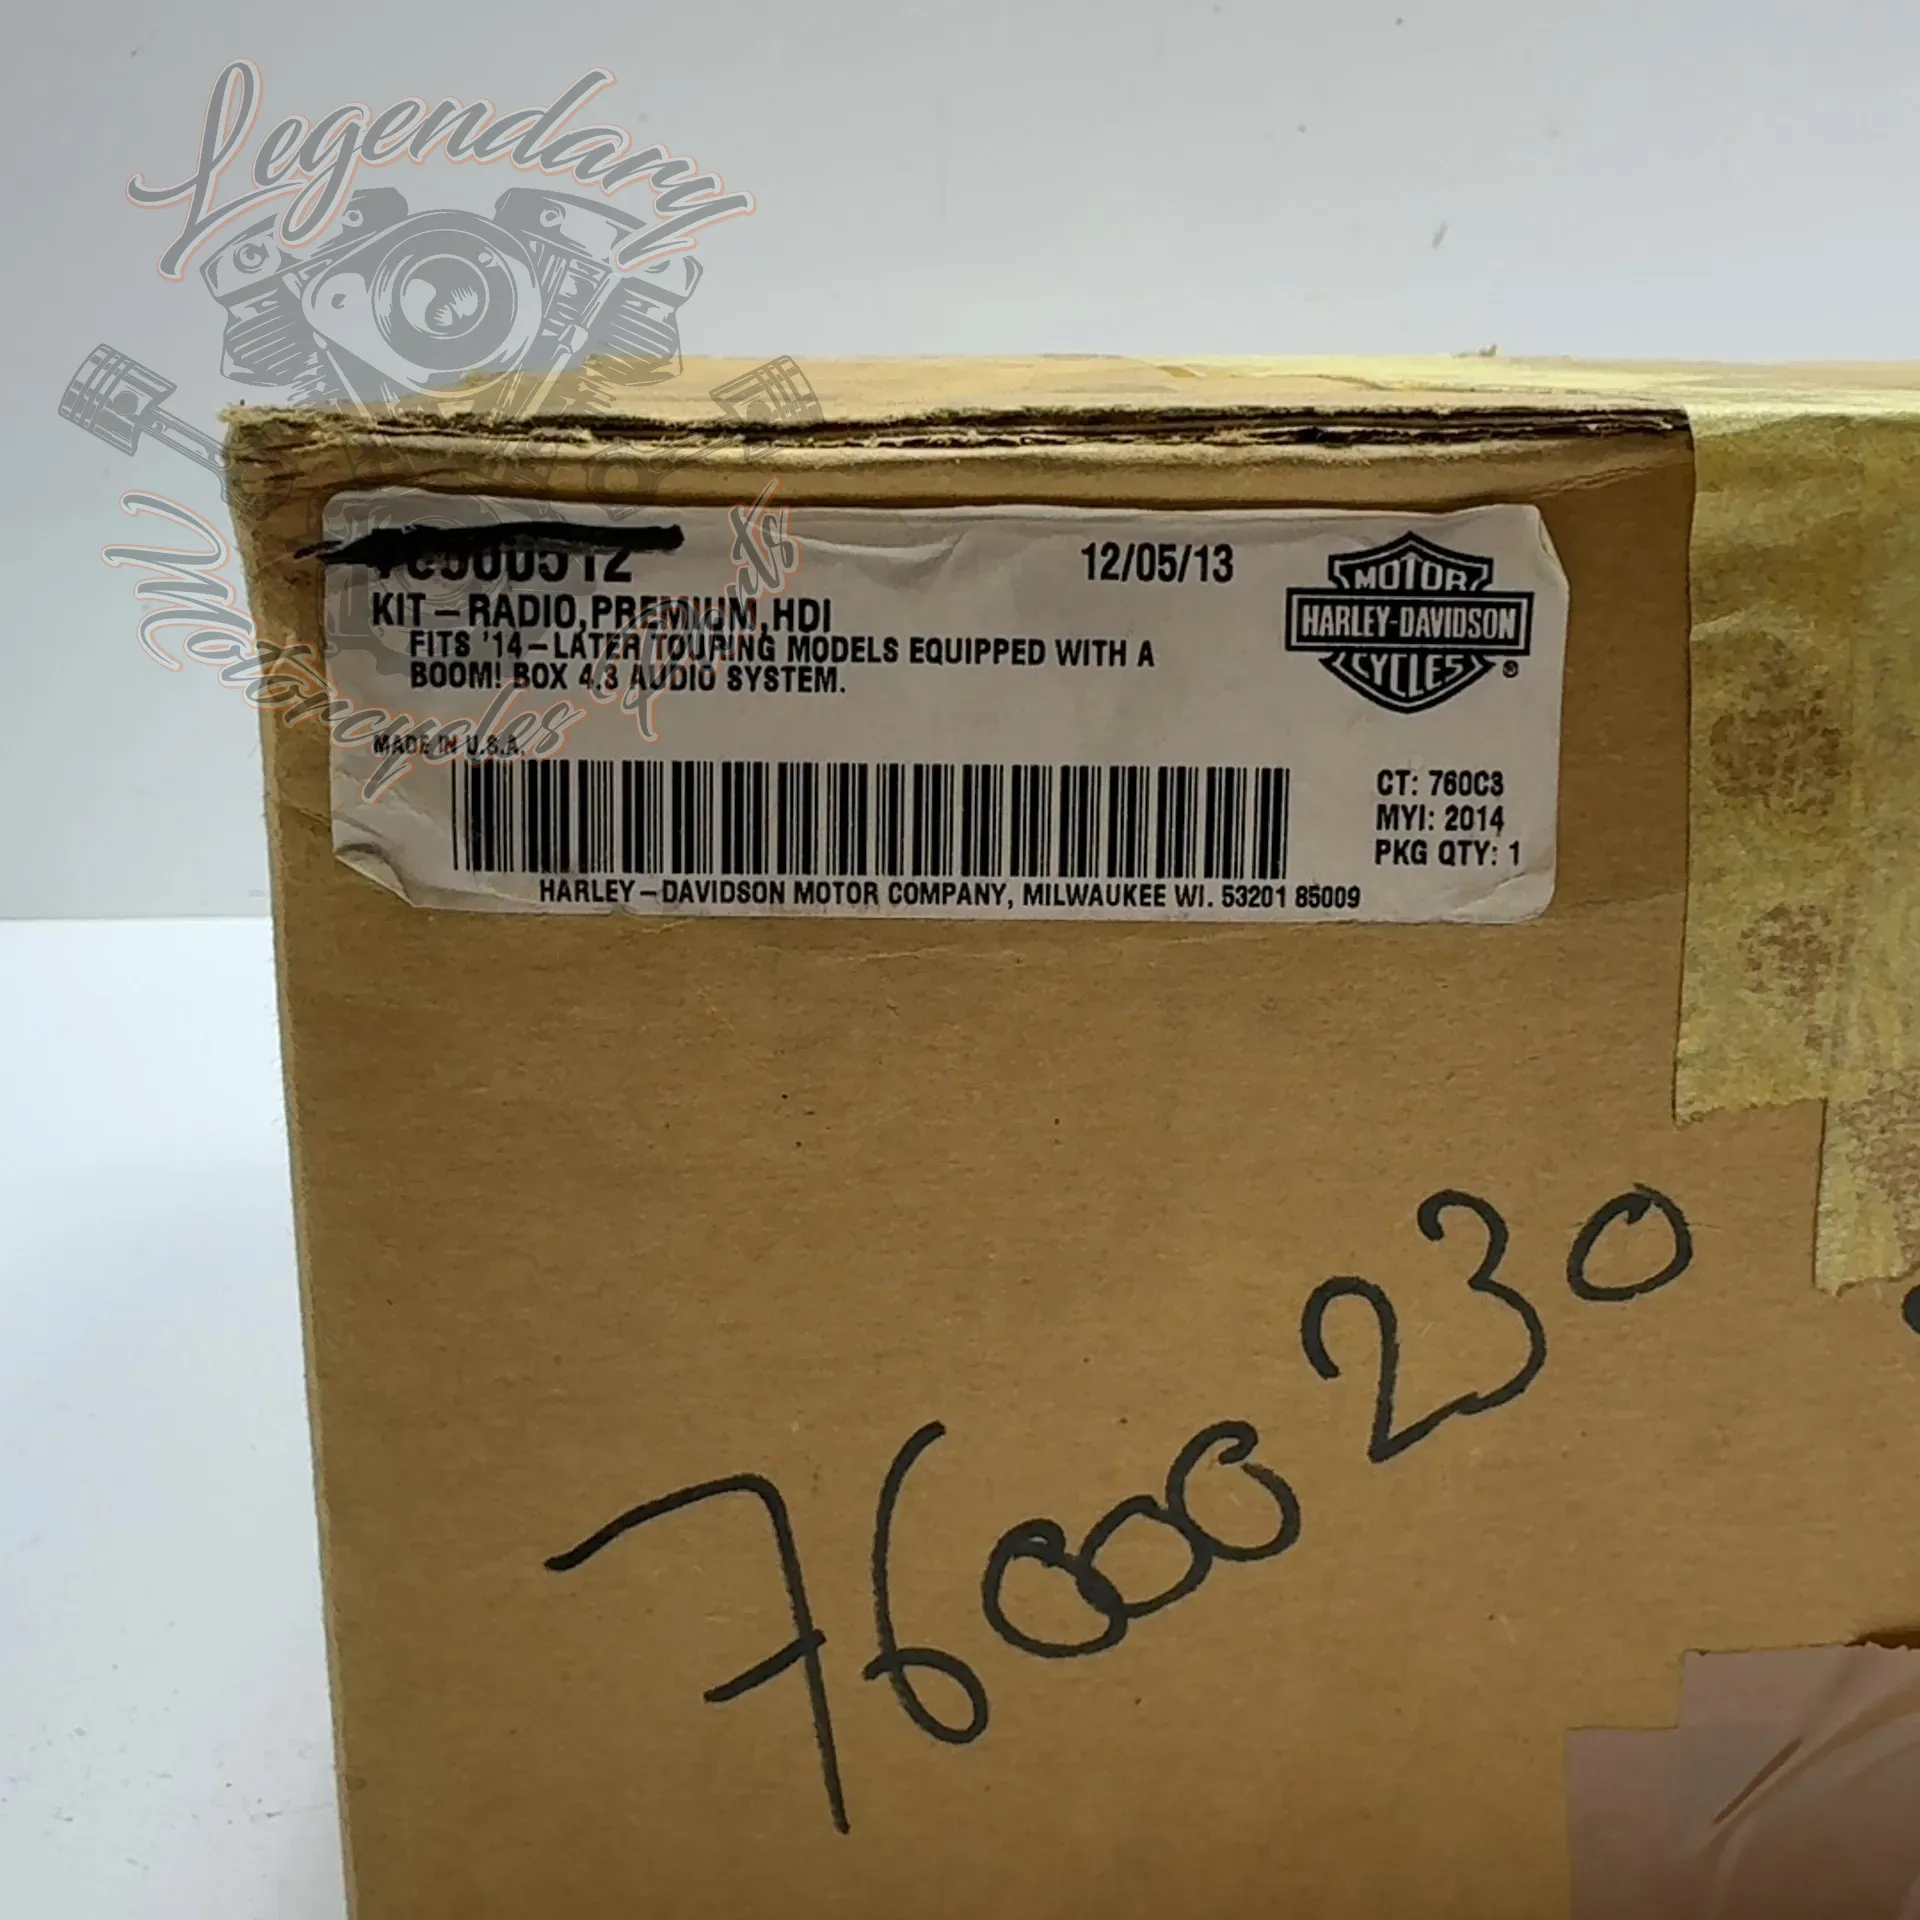 Legendary
Motorcycles Parts
12/05/13
KIT-RADIO,PREMIUM,HDI
FITS '14-LATER TOURING MODELS EQUIPPED WITH A
BOOM! BOX 4.3 AUDIO SYSTEM.
MADE IN U.S.A.
MOTOR
HARLEY-DAVIDSON
CYCLES®
CT: 760C3
MYI: 2014
PKG QTY: 1
HARLEY-DAVIDSON MOTOR COMPANY, MILWAUKEE WI. 53201 85009
76000230